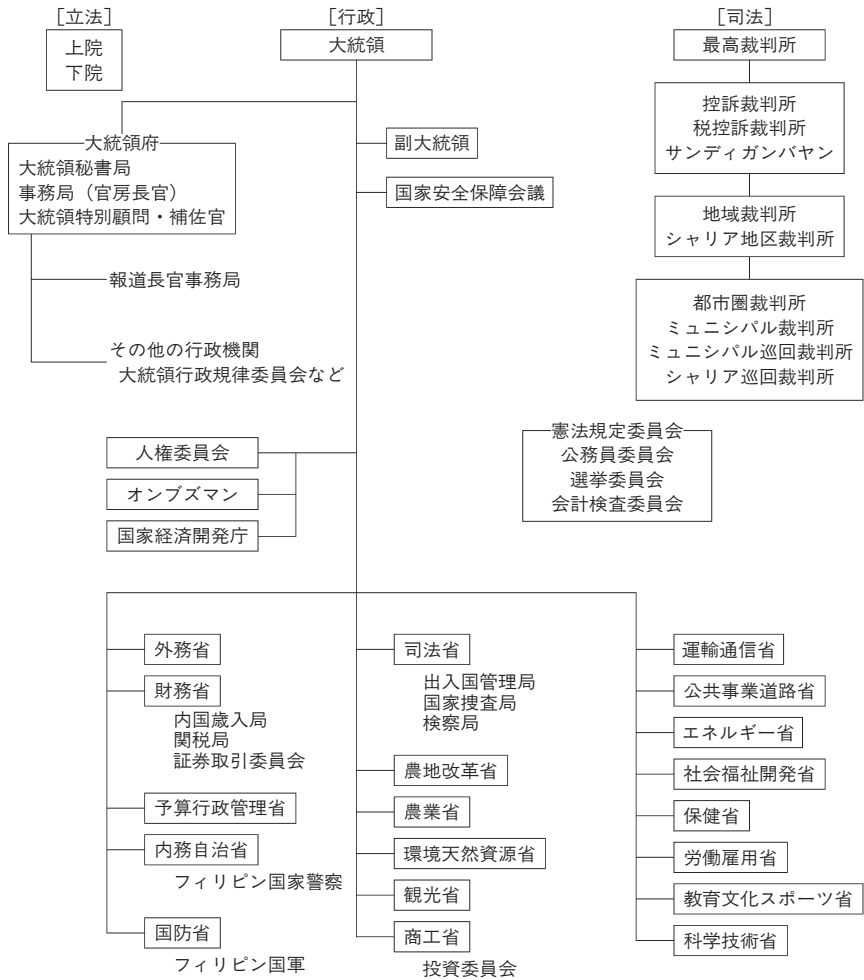 ［立法］
上院
下院
［行政］
大統領
大統領府
大統領秘書局
事務局（官房長官）
大統領特別顧問・補佐官
報道長官事務局
その他の行政機関
大統領行政規律委員会など
副大統領
国家安全保障会議
［司法］
最高裁判所
控訴裁判所
税控訴裁判所
サンディガンバヤン
地域裁判所
シャリア地区裁判所
都市圏裁判所
ミュニシパル裁判所
ミュニシパル巡回裁判所
シャリア巡回裁判所
憲法規定委員会
公務員委員会
選挙委員会
会計検査委員会
人権委員会
オンブズマン
国家経済開発庁
外務省
財務省
内国歳入局
関税局
証券取引委員会
予算行政管理省
内務自治省
フィリピン国家警察
国防省
フィリピン国軍
司法省
出入国管理局
国家捜査局
検察局
農地改革省
農業省
環境天然資源省
観光省
商工省
投資委員会
運輸通信省
公共事業道路省
エネルギー省
社会福祉開発省
保健省
労働雇用省
教育文化スポーツ省
科学技術省